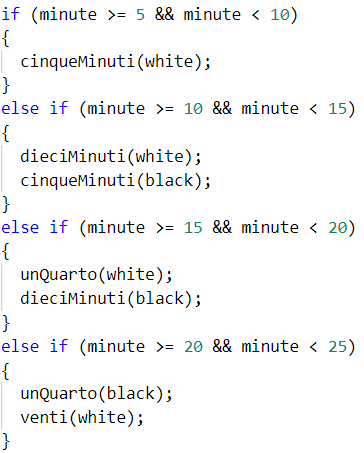 if (minute >= 5 && minute < 10)
{
  cinqueMinuti(white);
}
else if (minute >= 10 && minute < 15)
{
  dieciMinuti(white);
  cinqueMinuti(black);
}
else if (minute >= 15 && minute < 20)
{
  unQuarto(white);
  dieciMinuti(black);
}
else if (minute >= 20 && minute < 25)
{
  unQuarto(black);
  venti(white);
}